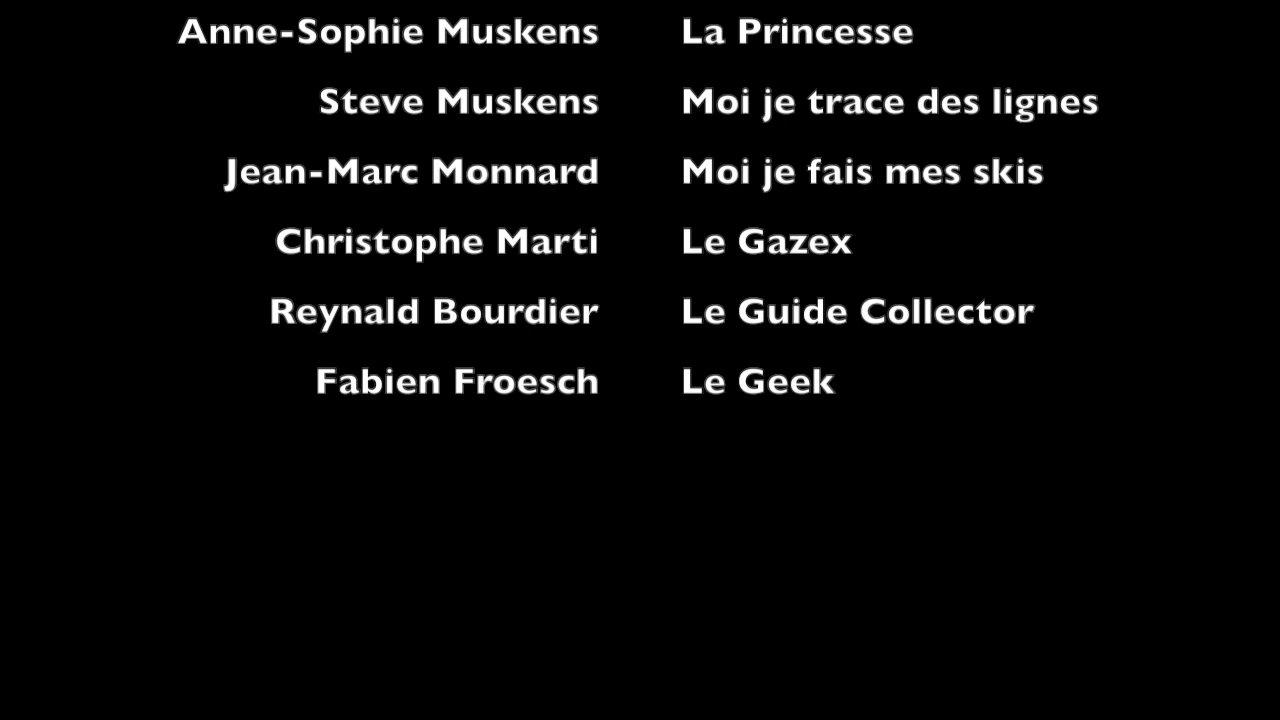 Anne-Sophie Muskens La Princesse
Steve Muskens Moi je trace des lignes
Jean-Marc Monnard Moi je fais mes skis
Christophe Marti Le Gazex
Reynald Bourdier Le Guide Collector
Fabien Froesch Le Geek